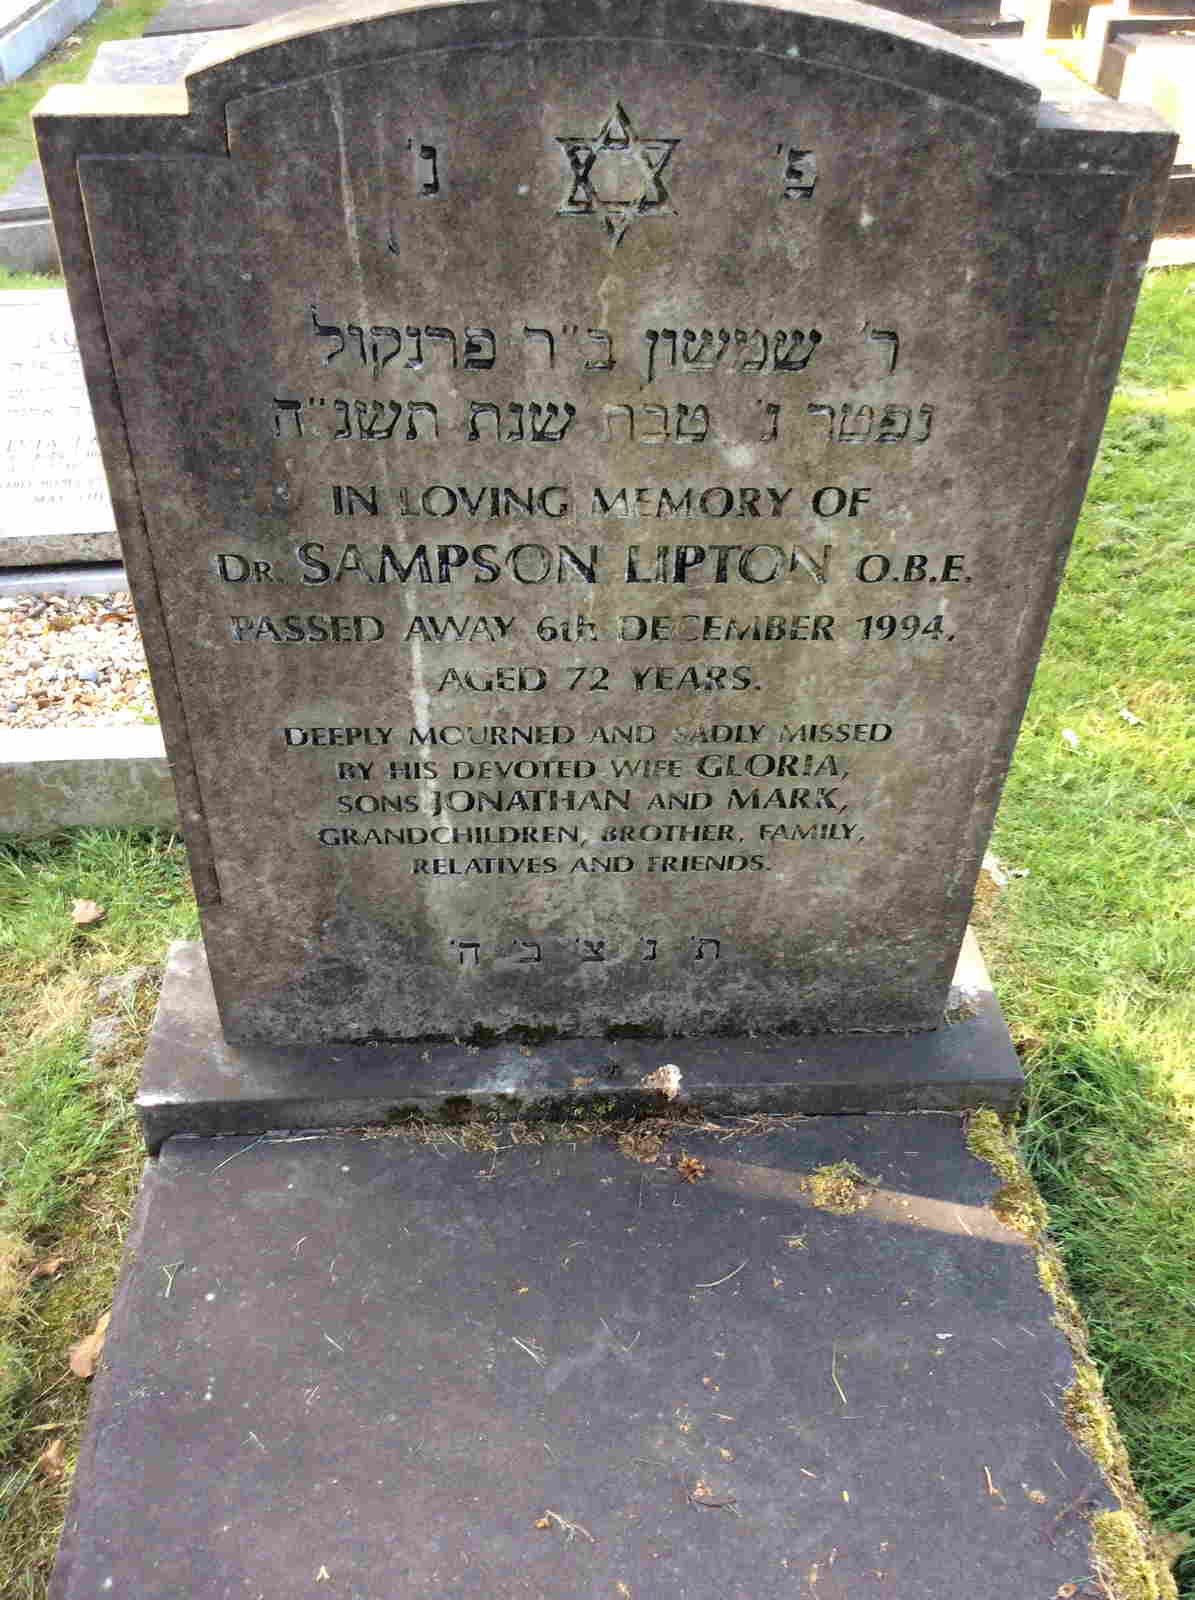 פ׳ נ׳
ר׳ שמישון ב״ר פרנקול
נפטר ג׳ טבת שנת תשנ״ה
IN LOVING MEMORY OF
DR. SAMPSON LIPTON O.B.E.
PASSED AWAY 6th DECEMBER 1994.
AGED 72 YEARS.
DEEPLY MOURNED AND SADLY MISSED
BY HIS DEVOTED WIFE GLORIA,
SONS JONATHAN AND MARK,
GRANDCHILDREN, BROTHER, FAMILY,
RELATIVES AND FRIENDS.
ת׳ נ׳ צ׳ ב׳ ה׳